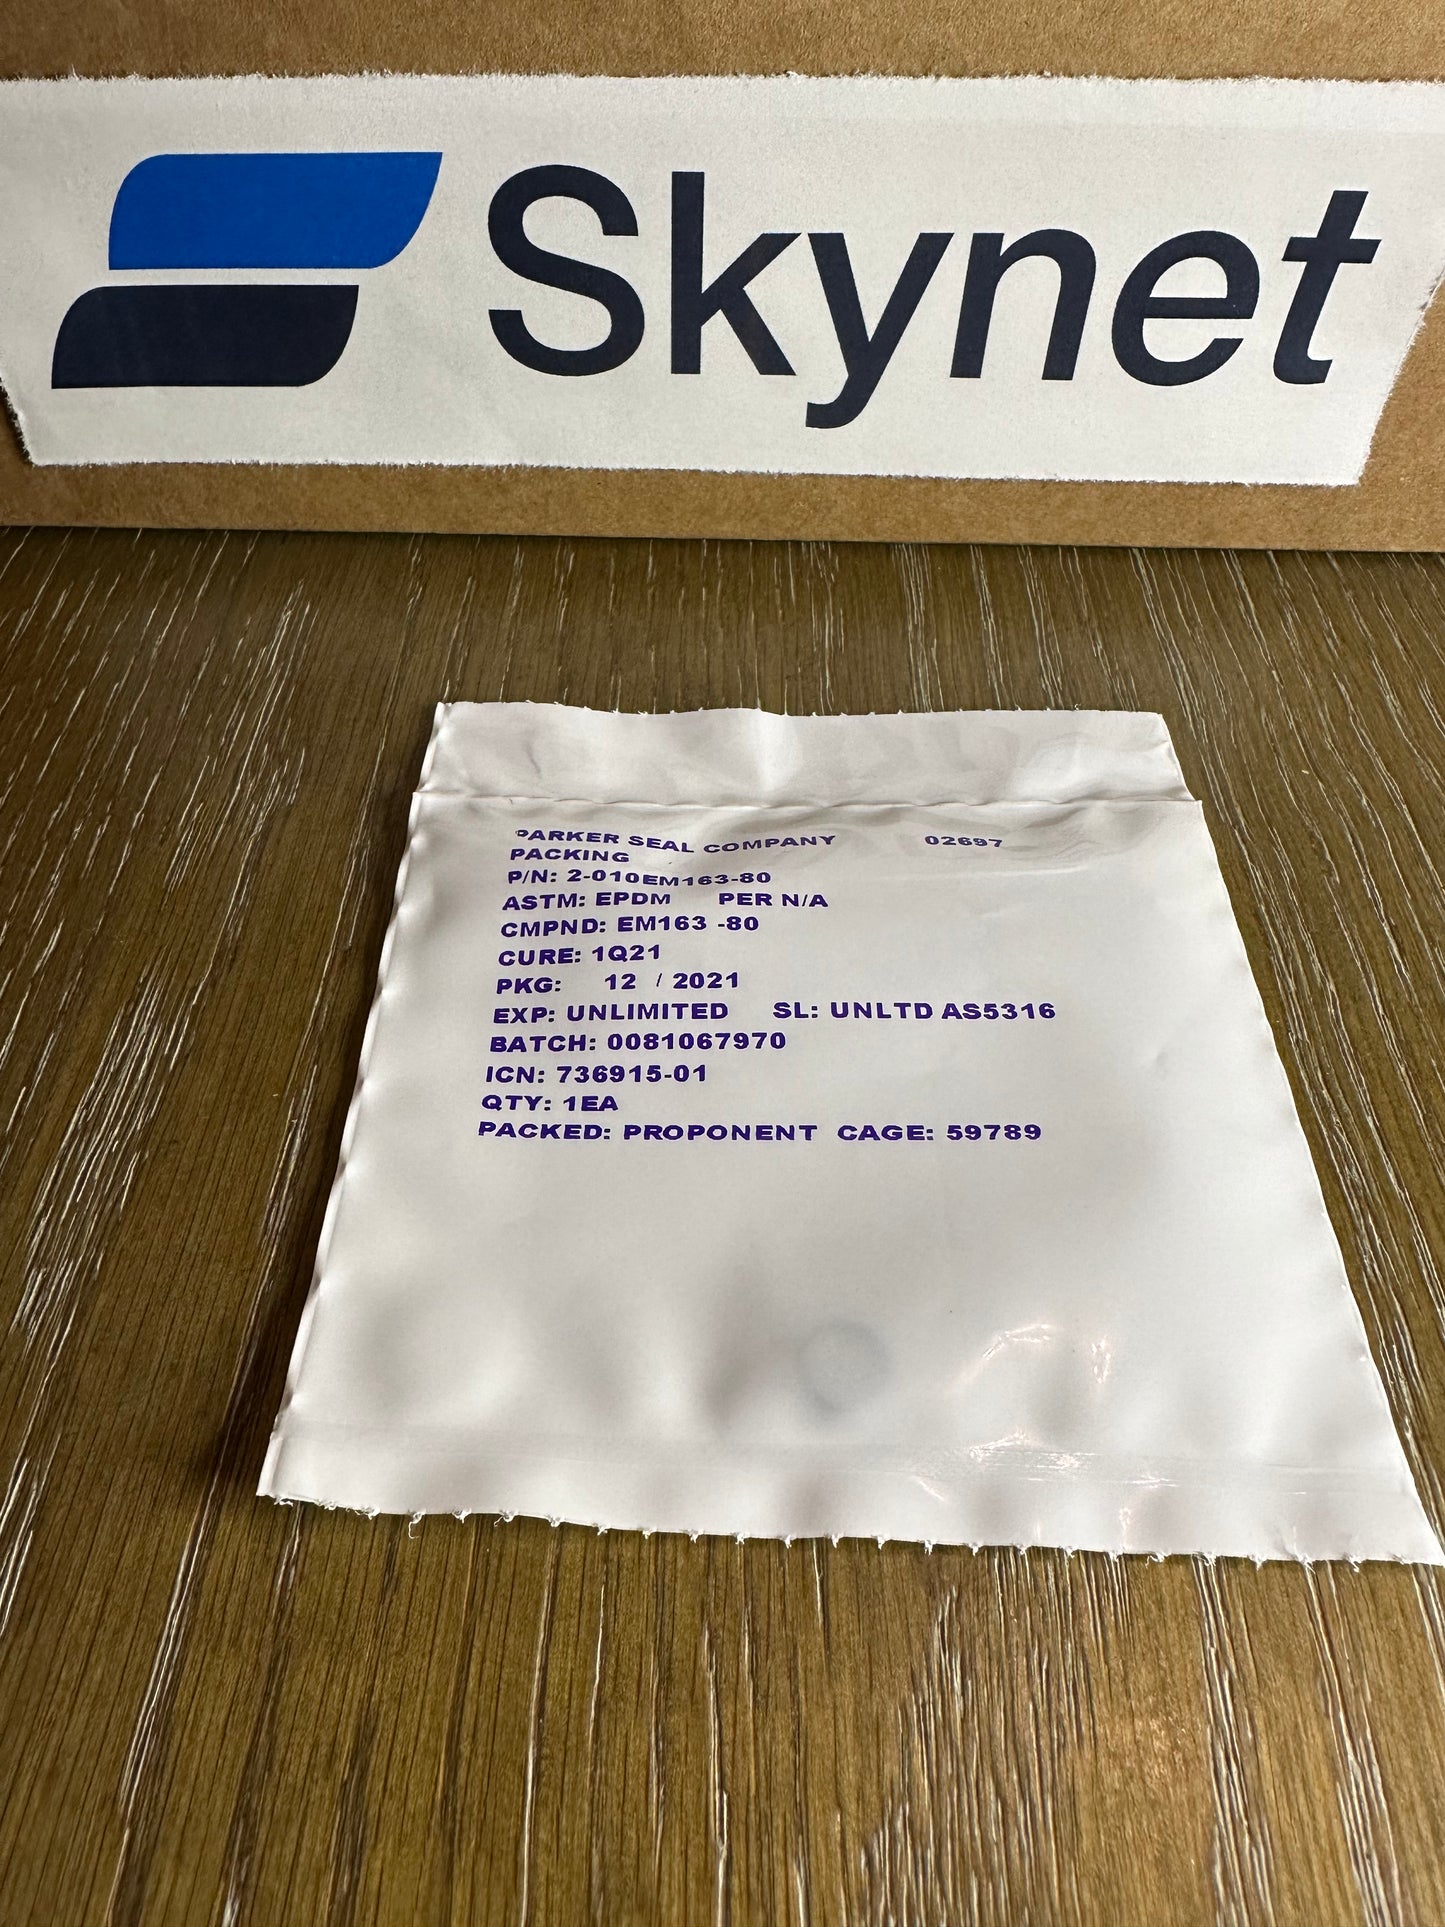 Skynet
PARKER SEAL COMPANY 02697
PACKING
P/N: 2-010EM163-80
ASTM: EPDM PER N/A
CMPND: EM163 -80
CURE: 1Q21
PKG: 12 / 2021
EXP: UNLIMITED SL: UNLTD AS5316
BATCH: 0081067970
ICN: 736915-01
QTY: 1EA
PACKED: PROPONENT CAGE: 59789